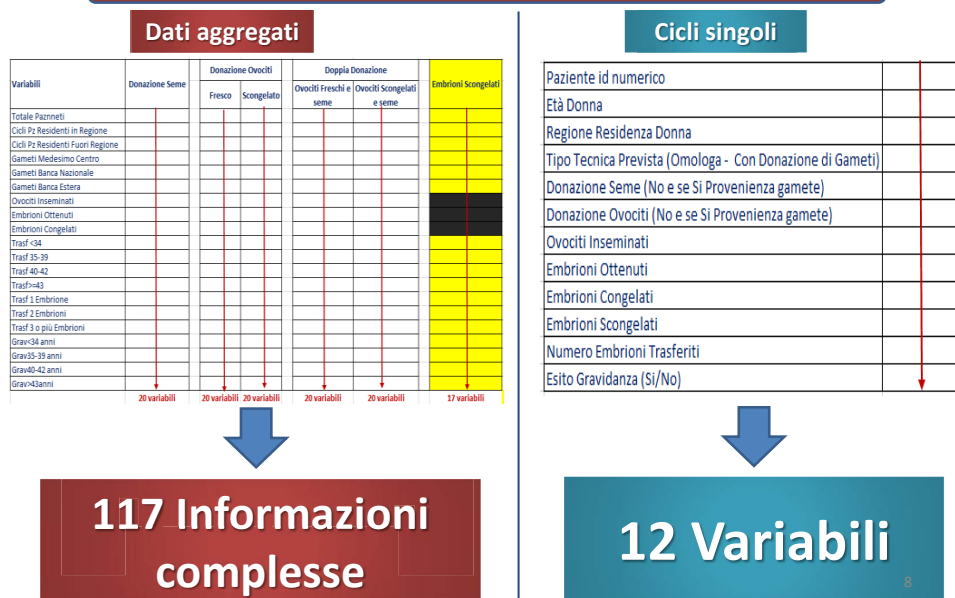 Dati aggregati
Variabili
Donazione Seme
Donazione Ovociti
Fresco
Scongelato
Doppia Donazione
Ovociti Freschi e
seme
Ovociti Scongelati
e seme
Embrioni Scongelati
Totale Paznneti
Cicli Pz Residenti in Regione
Cicli Pz Residenti Fuori Regione
Gameti Medesimo Centro
Gameti Banca Nazionale
Gameti Banca Estera
Ovociti Inseminati
Embrioni Ottenuti
Embrioni Congelati
Trasf <34
Trasf 35-39
Trasf 40-42
Trasf>=43
Trasf 1 Embrione
Trasf 2 Embrioni
Trasf 3 o più Embrioni
Grav<34 anni
Grav35-39 anni
Grav40-42 anni
Grav>43anni
20 variabili
20 variabili
20 variabili
20 variabili
20 variabili
17 variabili
117 Informazioni
complesse
Cicli singoli
Paziente id numerico
Età Donna
Regione Residenza Donna
Tipo Tecnica Prevista (Omologa - Con Donazione di Gameti)
Donazione Seme (No e se Si Provenienza gamete)
Donazione Ovociti (No e se Si Provenienza gamete)
Ovociti Inseminati
Embrioni Ottenuti
Embrioni Congelati
Embrioni Scongelati
Numero Embrioni Trasferiti
Esito Gravidanza (Si/No)
12 Variabili
8